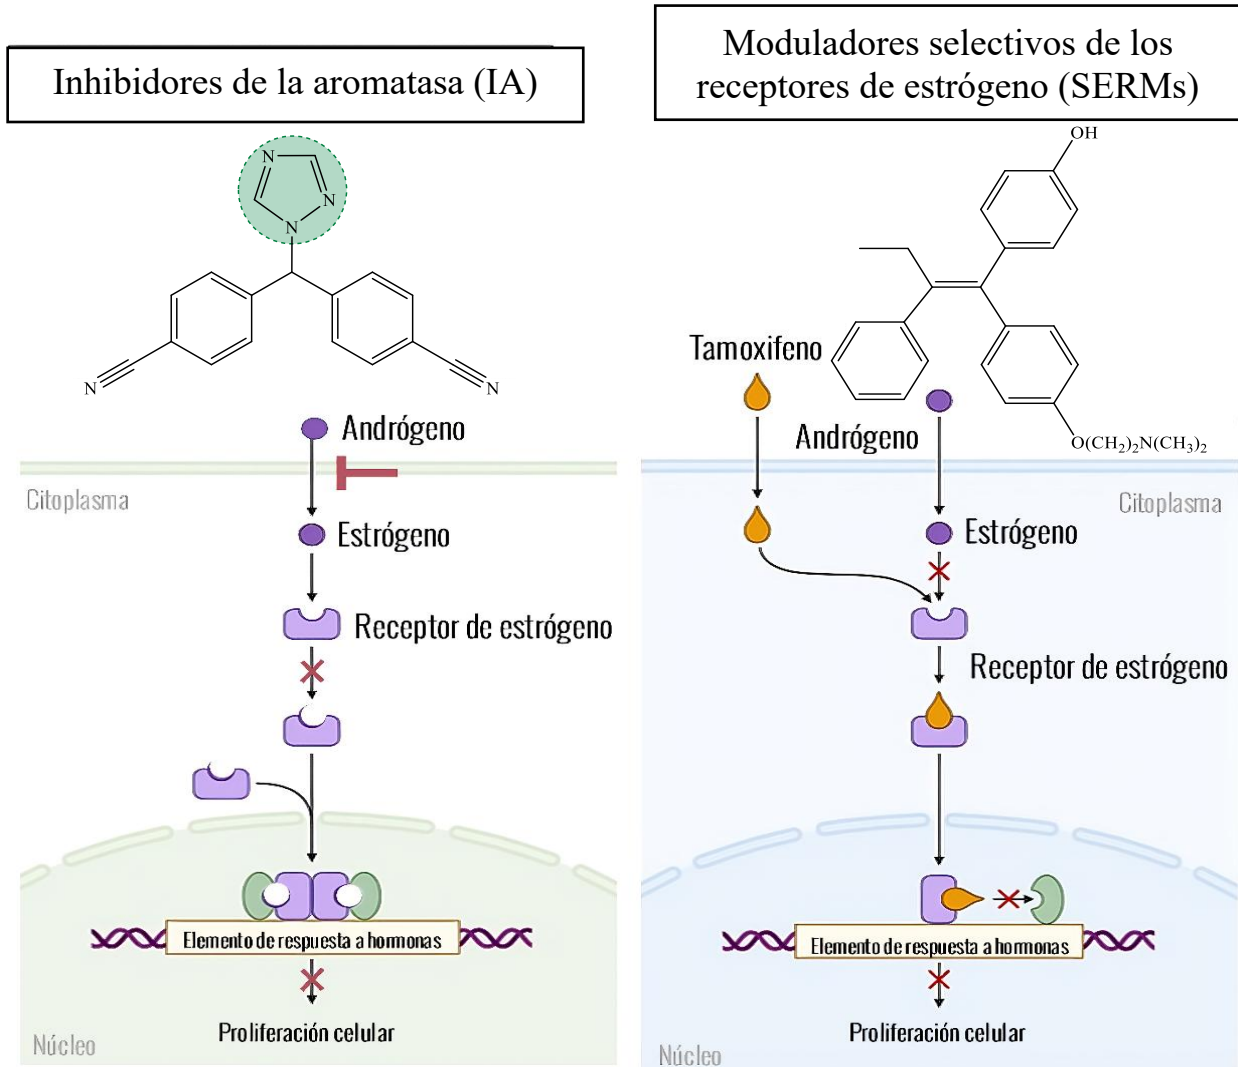 Inhibidores de la aromatasa (IA)
N
N
N
N
N
Andrógeno
Citoplasma
Estrógeno
Receptor de estrógeno
Elemento de respuesta a hormonas
Proliferación celular
Núcleo
Moduladores selectivos de los
receptores de estrógeno (SERMs)
OH
Tamoxifeno
O(CH₂)₂N(CH₃)₂
Andrógeno
Citoplasma
Estrógeno
Receptor de estrógeno
Elemento de respuesta a hormonas
Proliferación celular
Núcleo